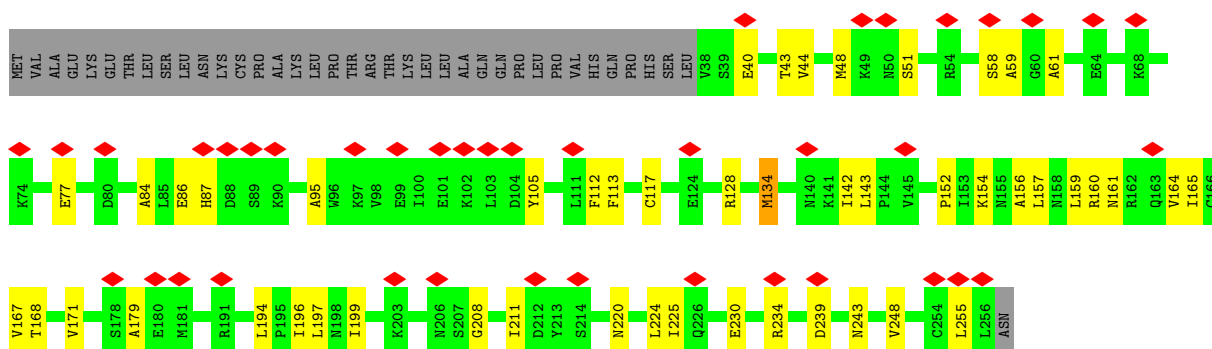 MET VAL ALA GLU LYS GLU THR LEU SER LEU ASN LYS CYS PRO ALA LYS LEU PRO THR ARG THR LYS LEU LEU ALA GLN GLN PRO LEU PRO VAL HIS GLN PRO HIS SER LEU V38 S39 E40 T43 V44 M48 K49 N50 S51 R54 S58 A59 G60 A61 E64 K68
K74 E77 D80 A84 L85 E86 H87 D88 S89 K90 A95 W96 K97 V98 E99 I100 E101 K102 L103 D104 Y105 L111 F112 F113 C117 E124 R128 M134 N140 K141 I142 L143 P144 V145 P152 I153 K154 N155 A156 L157 N158 L159 R160 N161 R162 Q163 V164 I165 C166
V167 T168 V171 S178 A179 E180 M181 R191 L194 P195 I196 L197 N198 I199 K203 N206 S207 G208 I211 D212 Y213 S214 N220 L224 I225 Q226 E230 R234 D239 N243 V248 C254 L255 L256 ASN